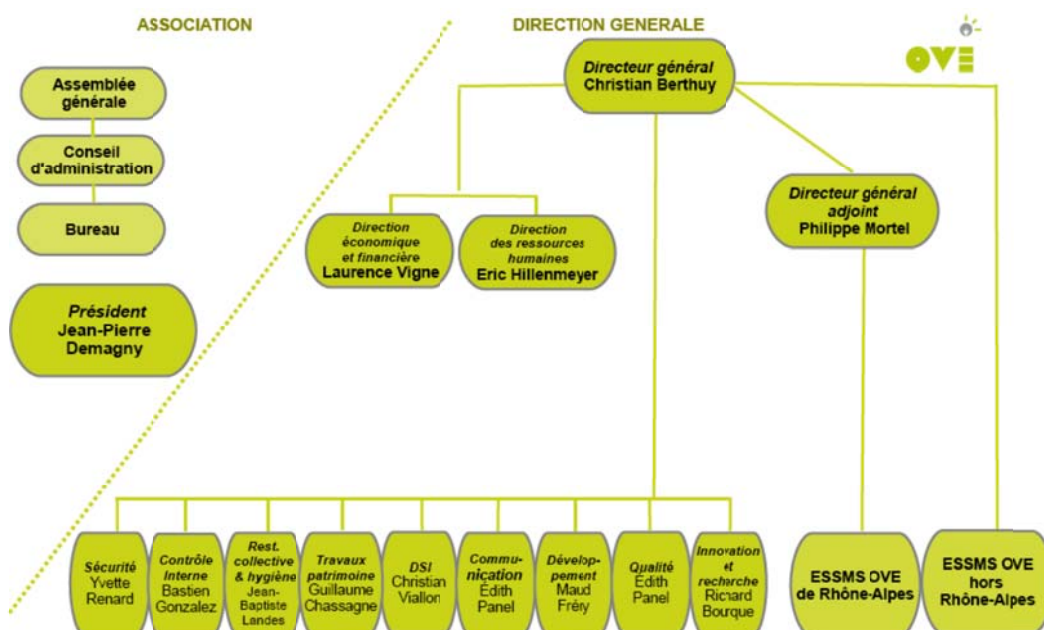 ASSOCIATION
DIRECTION GENERALE
OVE
Assemblée
générale
Conseil
d'administration
Bureau
Président
Jean-Pierre
Demagny
Directeur général
Christian Berthuy
Direction
économique
et financière
Laurence Vigne
Direction
des ressources
humaines
Eric Hillenmeyer
Directeur général
adjoint
Philippe Mortel
Sécurité
Yvette
Renard
Contrôle
Interne
Bastien
Gonzalez
Rest.
collective
& hygiène
Jean-
Baptiste
Landes
Travaux
patrimoine
Guillaume
Chassagne
DSI
Christian
Viallon
Commu-
nication
Édith
Panel
Dévelop-
pement
Maud
Fréry
Qualité
Édith
Panel
Innovation
et
recherche
Richard
Bourque
ESSMS OVE
de Rhône-Alpes
ESSMS OVE
hors
Rhône-Alpes